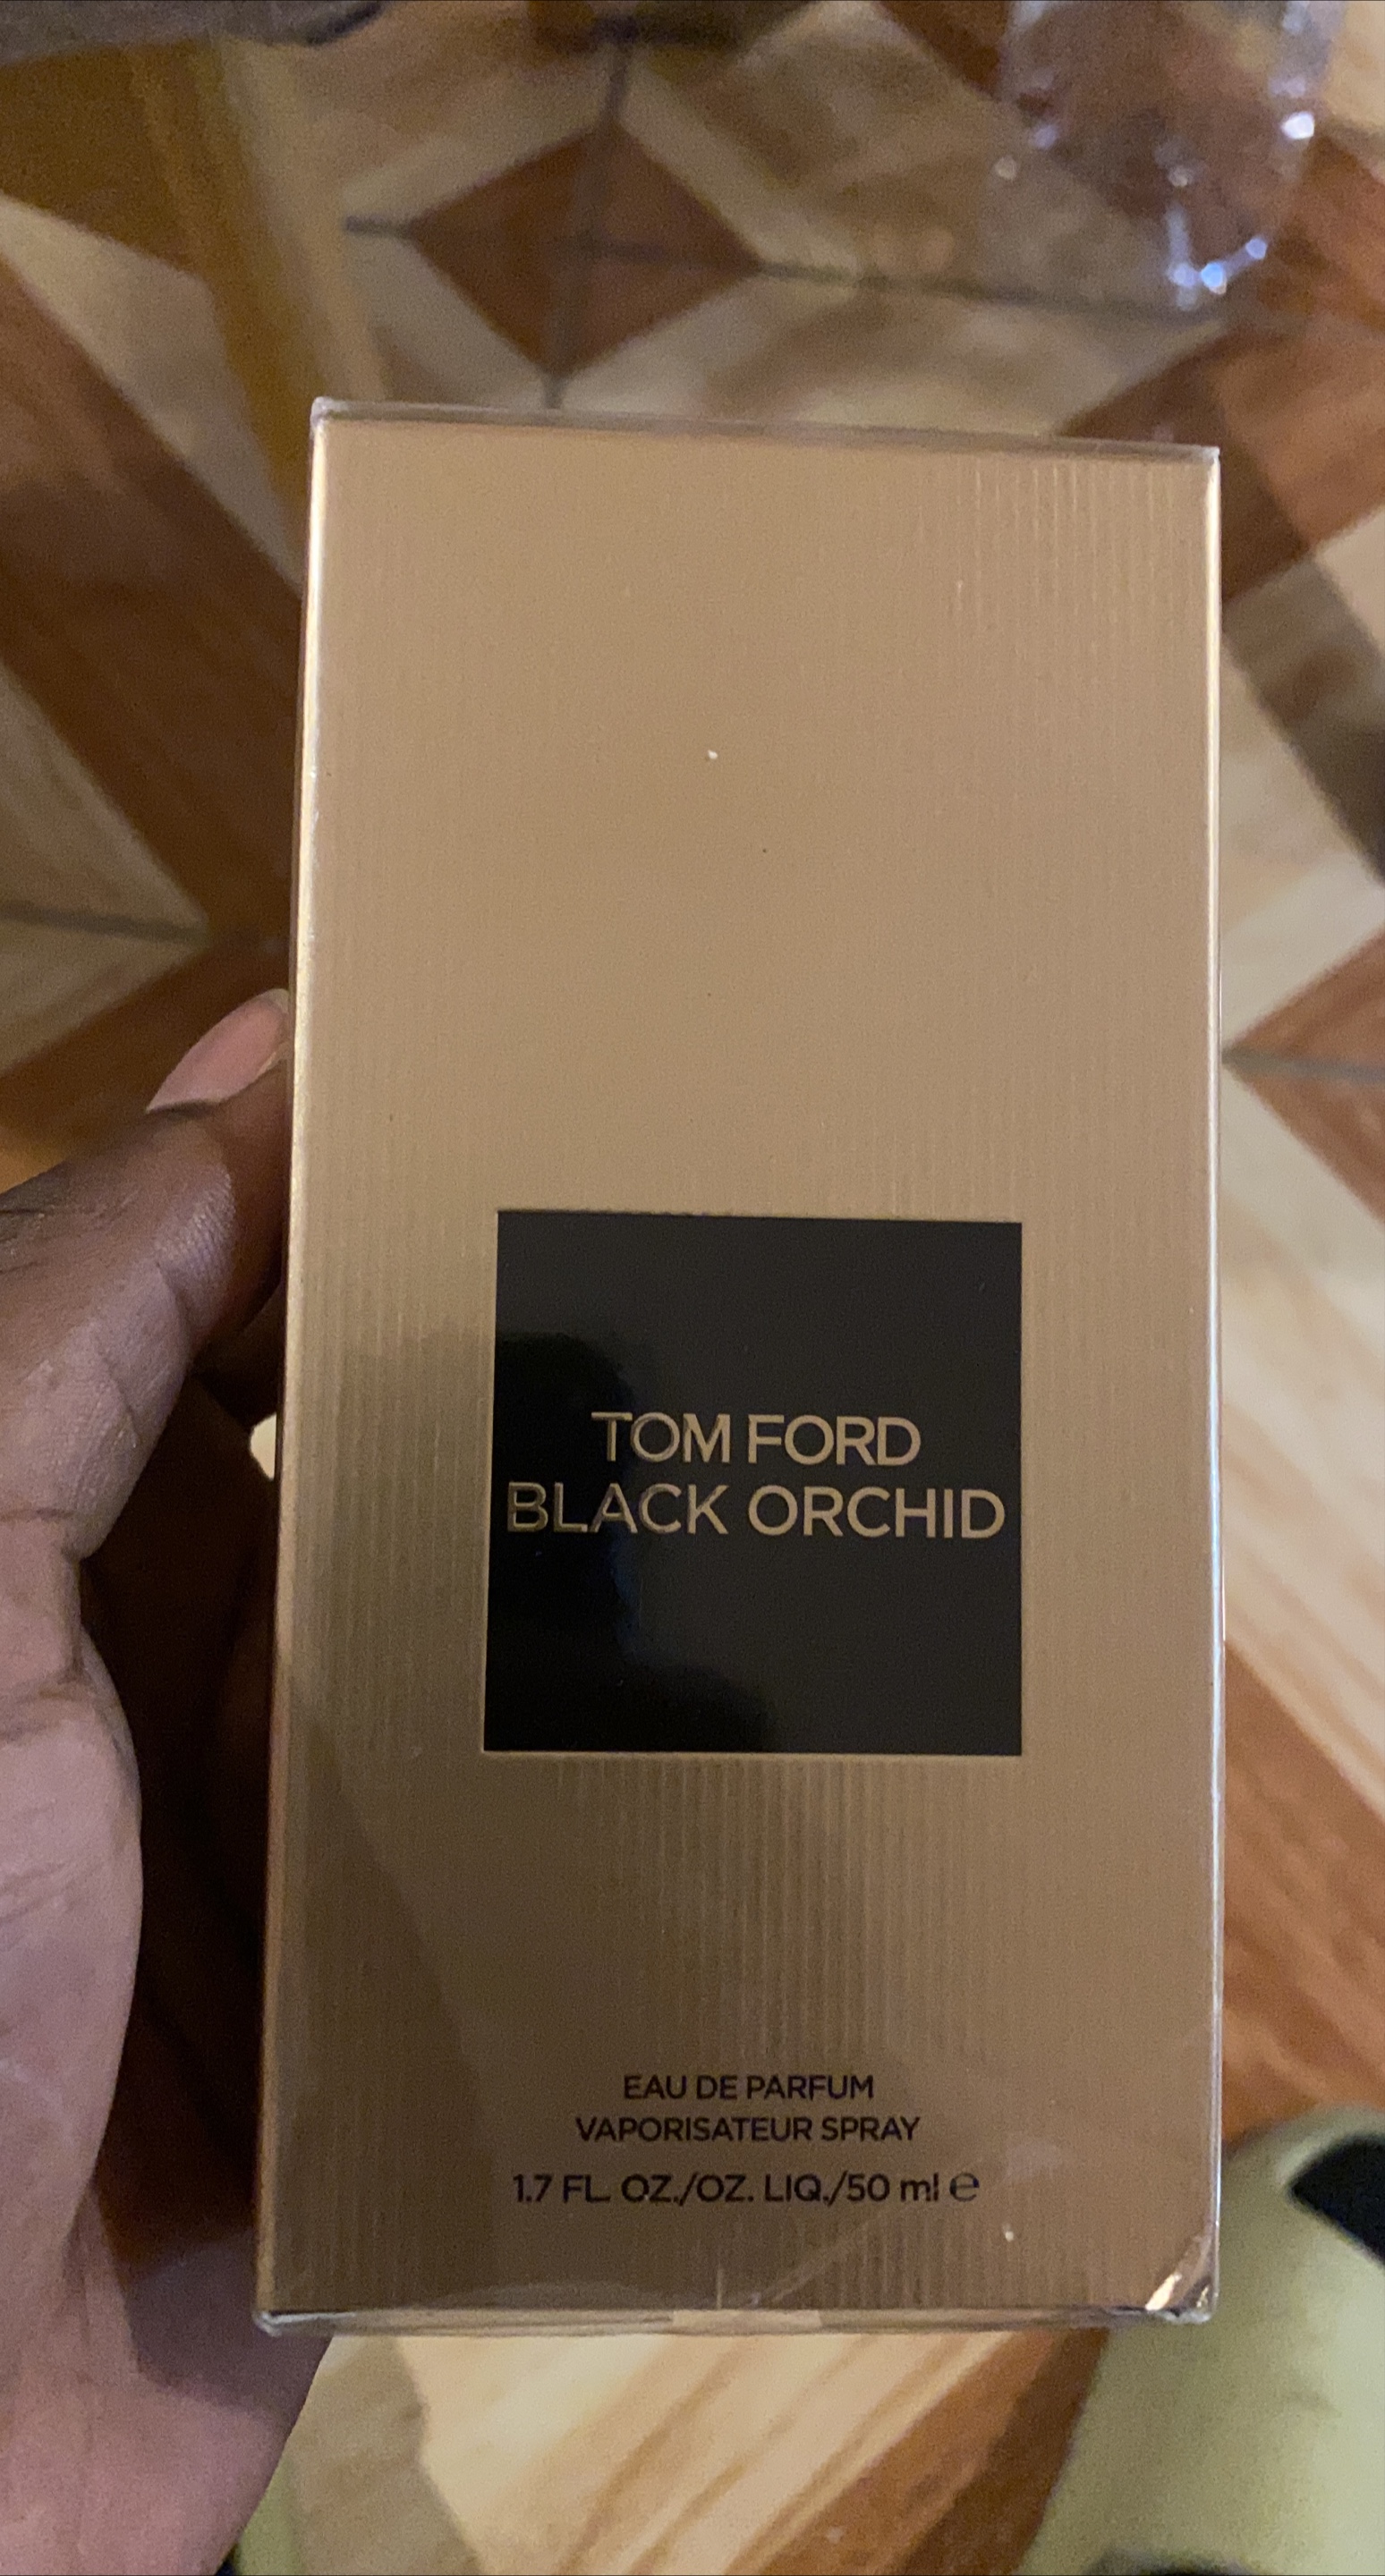 TOM FORD
BLACK ORCHID
EAU DE PARFUM
VAPORISATEUR SPRAY
1.7 FL. OZ./OZ. LIQ./50 ml ℮